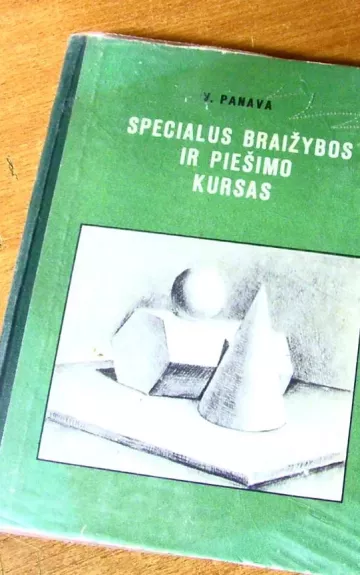 V. PANAVA
SPECIALUS BRAIŽYBOS
IR PIEŠIMO
KURSAS